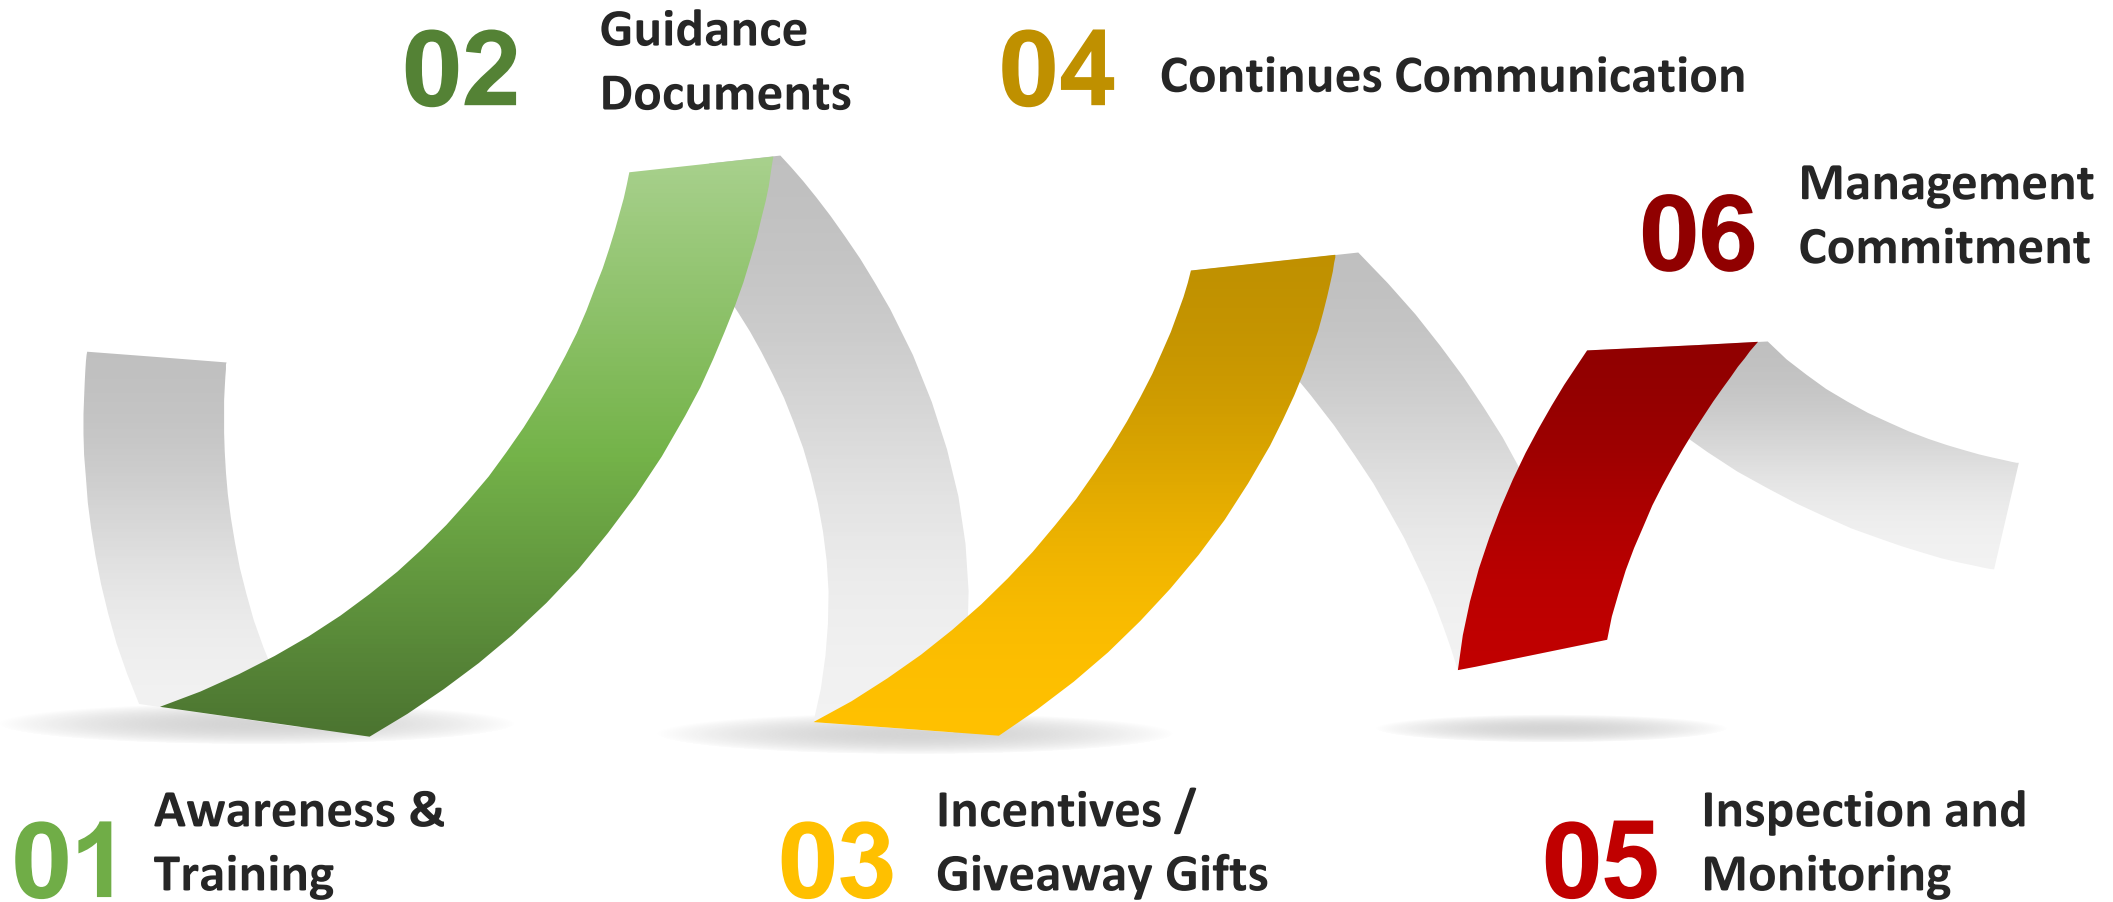 02
Guidance
Documents
04
Continues Communication
06
Management
Commitment
01
Awareness &
Training
03
Incentives /
Giveaway Gifts
05
Inspection and
Monitoring